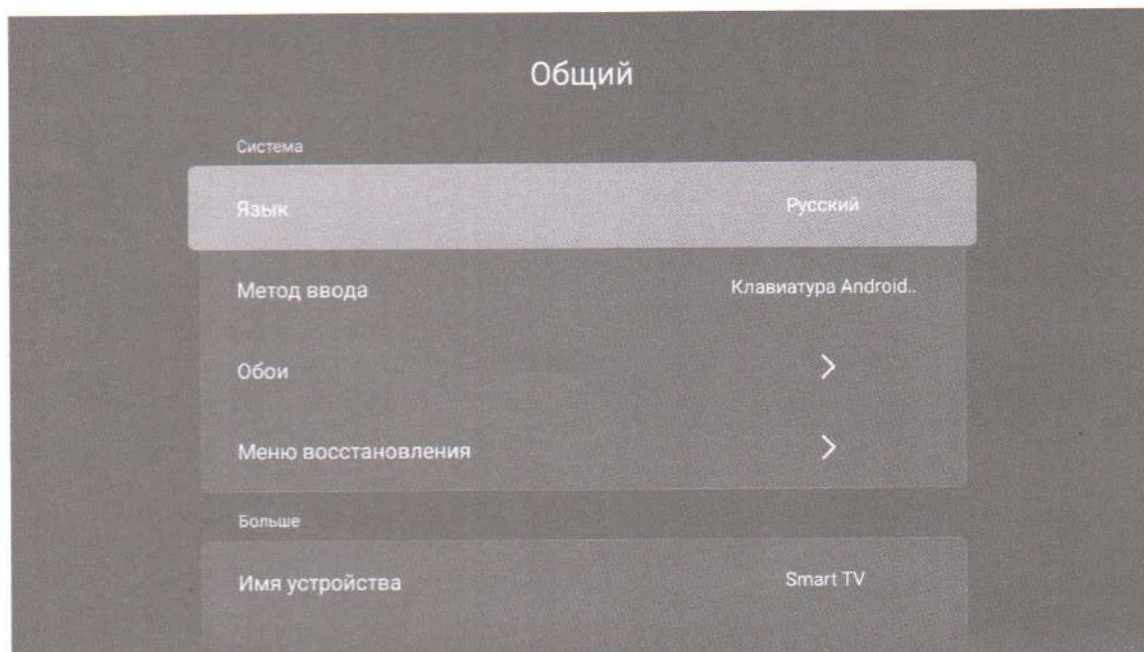 Общий
Система
Язык Русский
Метод ввода Клавиатура Android..
Обои
Меню восстановления
Больше
Имя устройства Smart TV